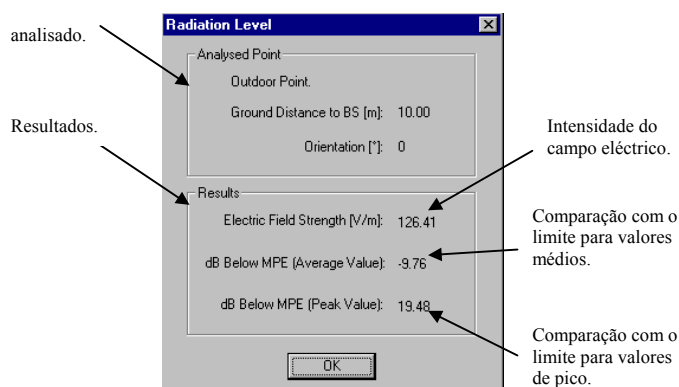 analisado.
Resultados.
Radiation Level
Analysed Point
Outdoor Point.
Ground Distance to BS [m]: 10.00
Orientation [°]: 0
Results
Electric Field Strength [V/m]: 126.41
dB Below MPE (Average Value): -9.76
dB Below MPE (Peak Value): 19.48
OK
Intensidade do
campo eléctrico.
Comparação com o
limite para valores
médios.
Comparação com o
limite para valores
de pico.